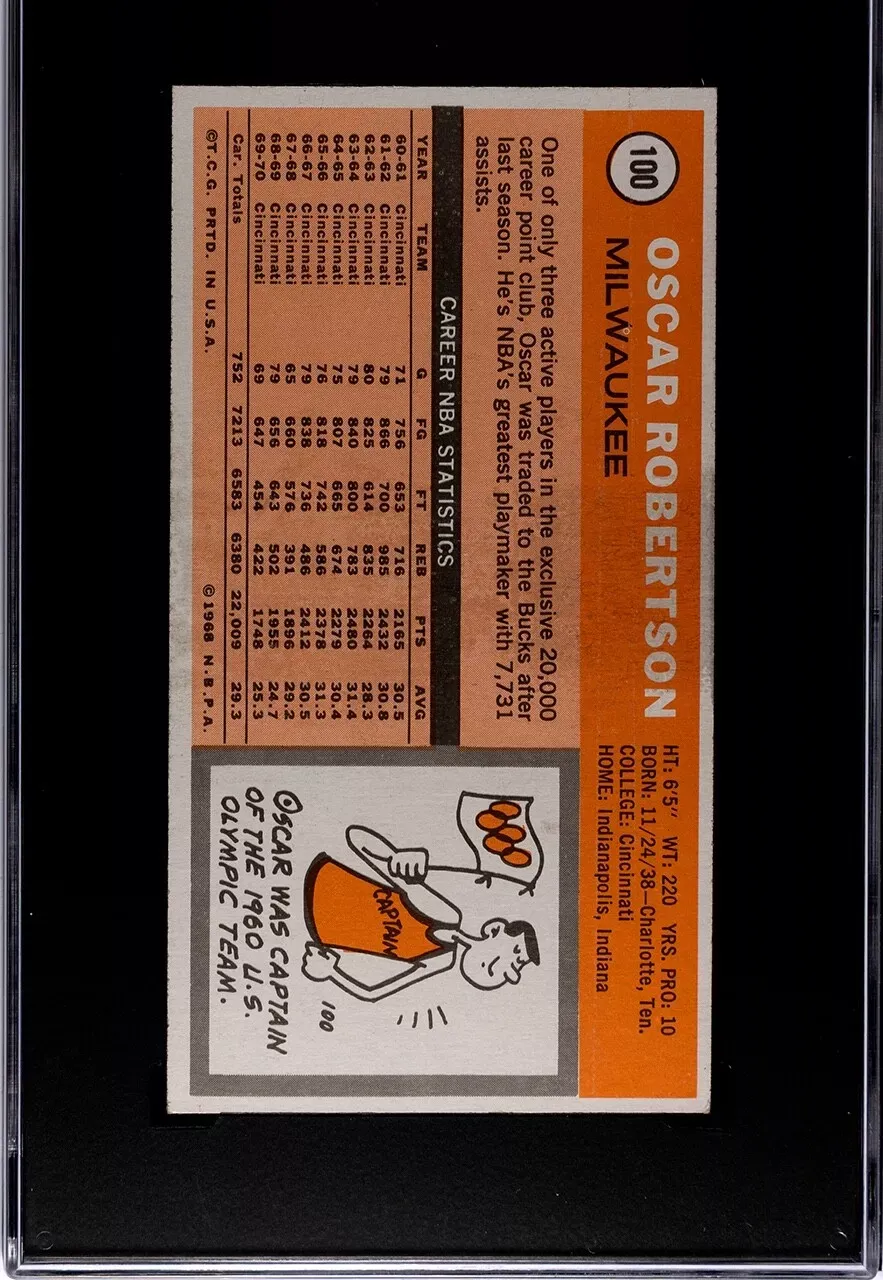 100
OSCAR ROBERTSON
MILWAUKEE
HT: 6'5" WT: 220 YRS. PRO: 10
BORN: 11/24/38—Charlotte, Ten.
COLLEGE: Cincinnati
HOME: Indianapolis, Indiana
One of only three active players in the exclusive 20,000
career point club, Oscar was traded to the Bucks after
last season. He's NBA's greatest playmaker with 7,731
assists.
CAREER NBA STATISTICS
YEAR TEAM G FG FT REB PTS AVG
60-61 Cincinnati 71 756 653 716 2165 30.5
61-62 Cincinnati 79 866 700 985 2432 30.8
62-63 Cincinnati 80 825 614 835 2264 28.3
63-64 Cincinnati 79 840 800 783 2480 31.4
64-65 Cincinnati 75 807 665 674 2279 30.4
65-66 Cincinnati 76 818 742 586 2378 31.3
66-67 Cincinnati 79 838 736 486 2412 30.5
67-68 Cincinnati 65 660 576 391 1896 29.2
68-69 Cincinnati 79 656 643 502 1955 24.7
69-70 Cincinnati 69 647 454 422 1748 25.3
Car. Totals 752 7213 6583 6380 22,009 29.3
©T.C.G. PRTD. IN U.S.A. ©1968 N.B.P.A.
CAPTAIN
100
OSCAR WAS CAPTAIN
OF THE 1960 U.S.
OLYMPIC TEAM.